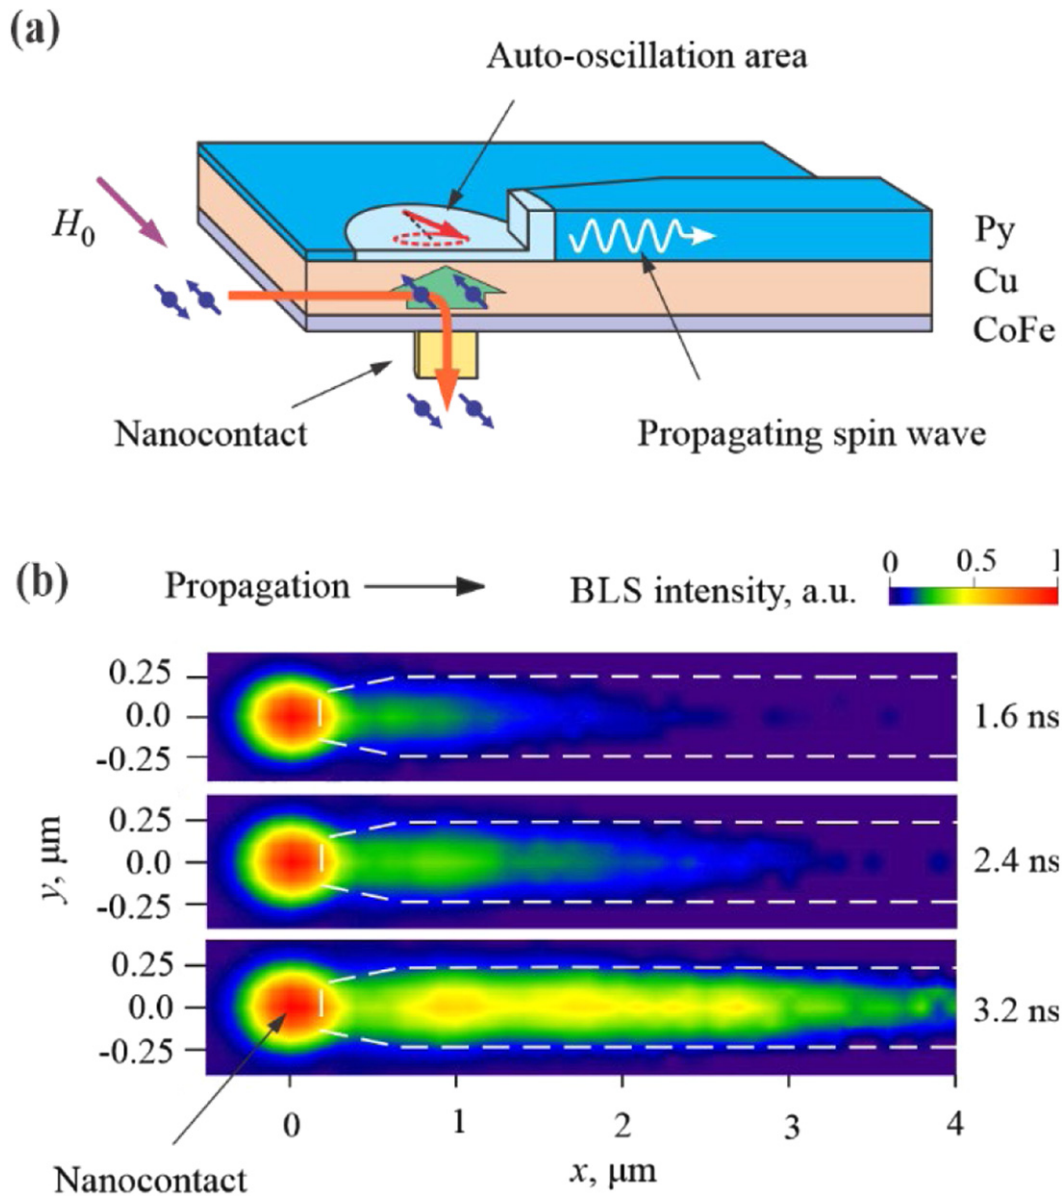 (a)
Auto-oscillation area
H0
Py
Cu
CoFe
Nanocontact
Propagating spin wave
(b)
Propagation
BLS intensity, a.u.
0 0.5 1
0.25
0.0
-0.25
1.6 ns
0.25
0.0
-0.25
2.4 ns
y, μm
0.25
0.0
-0.25
3.2 ns
0 1 2 3 4
x, μm
Nanocontact